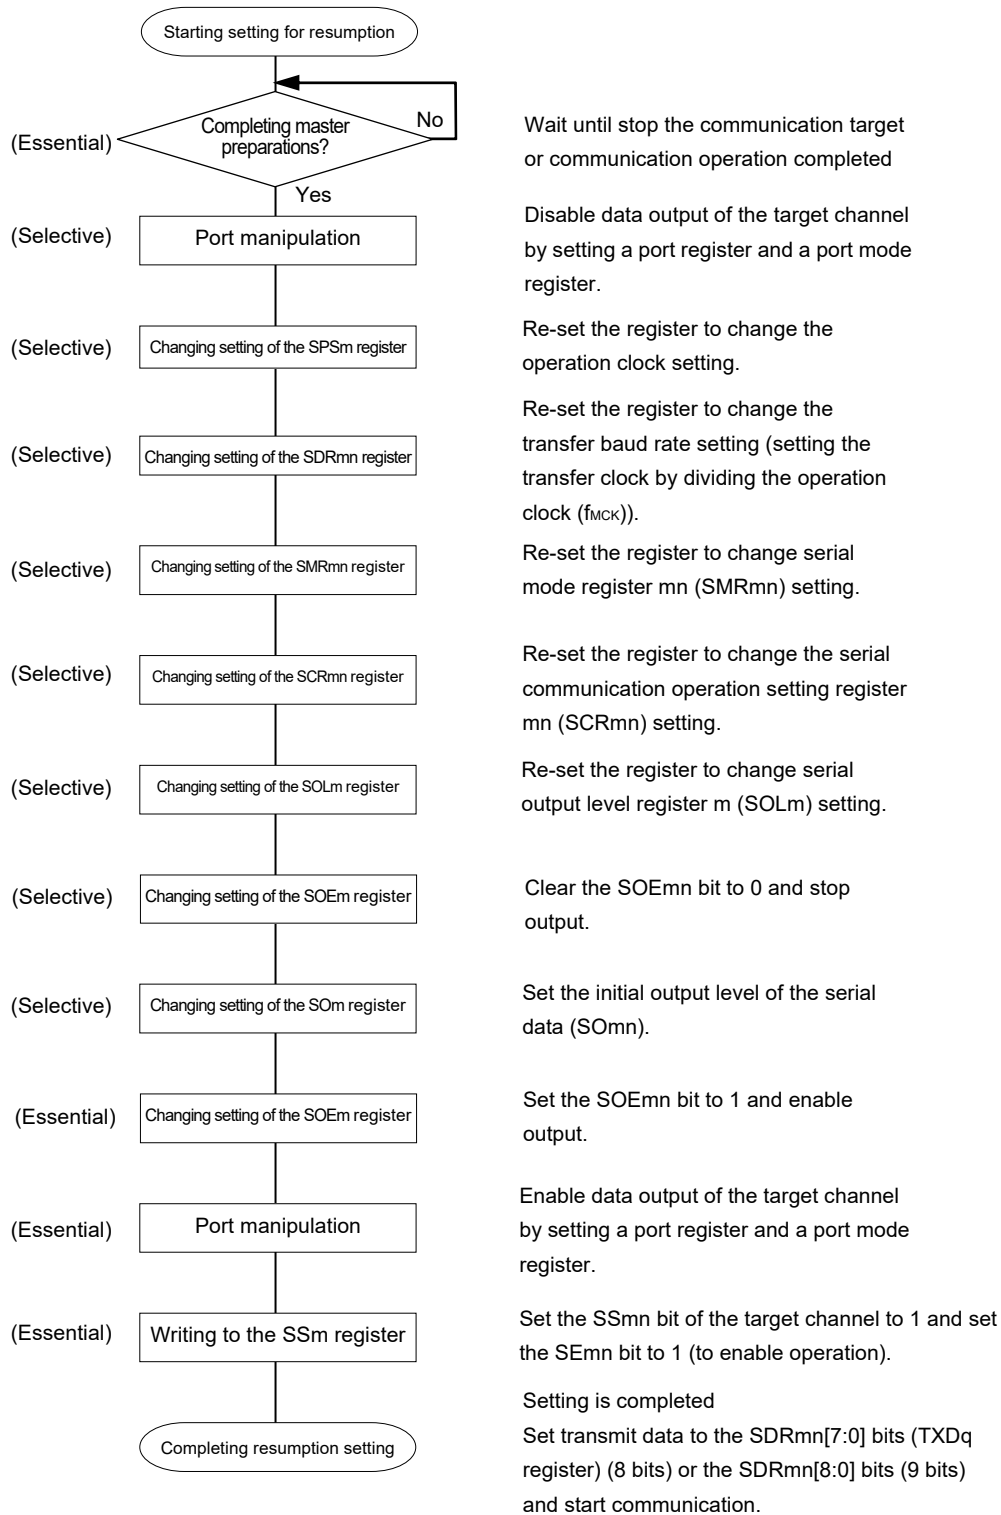 Starting setting for resumption
No
(Essential)
Completing master
preparations?
Wait until stop the communication target
or communication operation completed
Yes
(Selective)
Port manipulation
Disable data output of the target channel
by setting a port register and a port mode
register.
(Selective)
Changing setting of the SPSm register
Re-set the register to change the
operation clock setting.
(Selective)
Changing setting of the SDRmn register
Re-set the register to change the
transfer baud rate setting (setting the
transfer clock by dividing the operation
clock (fMCK)).
(Selective)
Changing setting of the SMRmn register
Re-set the register to change serial
mode register mn (SMRmn) setting.
(Selective)
Changing setting of the SCRmn register
Re-set the register to change the serial
communication operation setting register
mn (SCRmn) setting.
(Selective)
Changing setting of the SOLm register
Re-set the register to change serial
output level register m (SOLm) setting.
(Selective)
Changing setting of the SOEm register
Clear the SOEmn bit to 0 and stop
output.
(Selective)
Changing setting of the SOm register
Set the initial output level of the serial
data (SOmn).
(Essential)
Changing setting of the SOEm register
Set the SOEmn bit to 1 and enable
output.
(Essential)
Port manipulation
Enable data output of the target channel
by setting a port register and a port mode
register.
(Essential)
Writing to the SSm register
Set the SSmn bit of the target channel to 1 and set
the SEmn bit to 1 (to enable operation).
Completing resumption setting
Setting is completed
Set transmit data to the SDRmn[7:0] bits (TXDq
register) (8 bits) or the SDRmn[8:0] bits (9 bits)
and start communication.